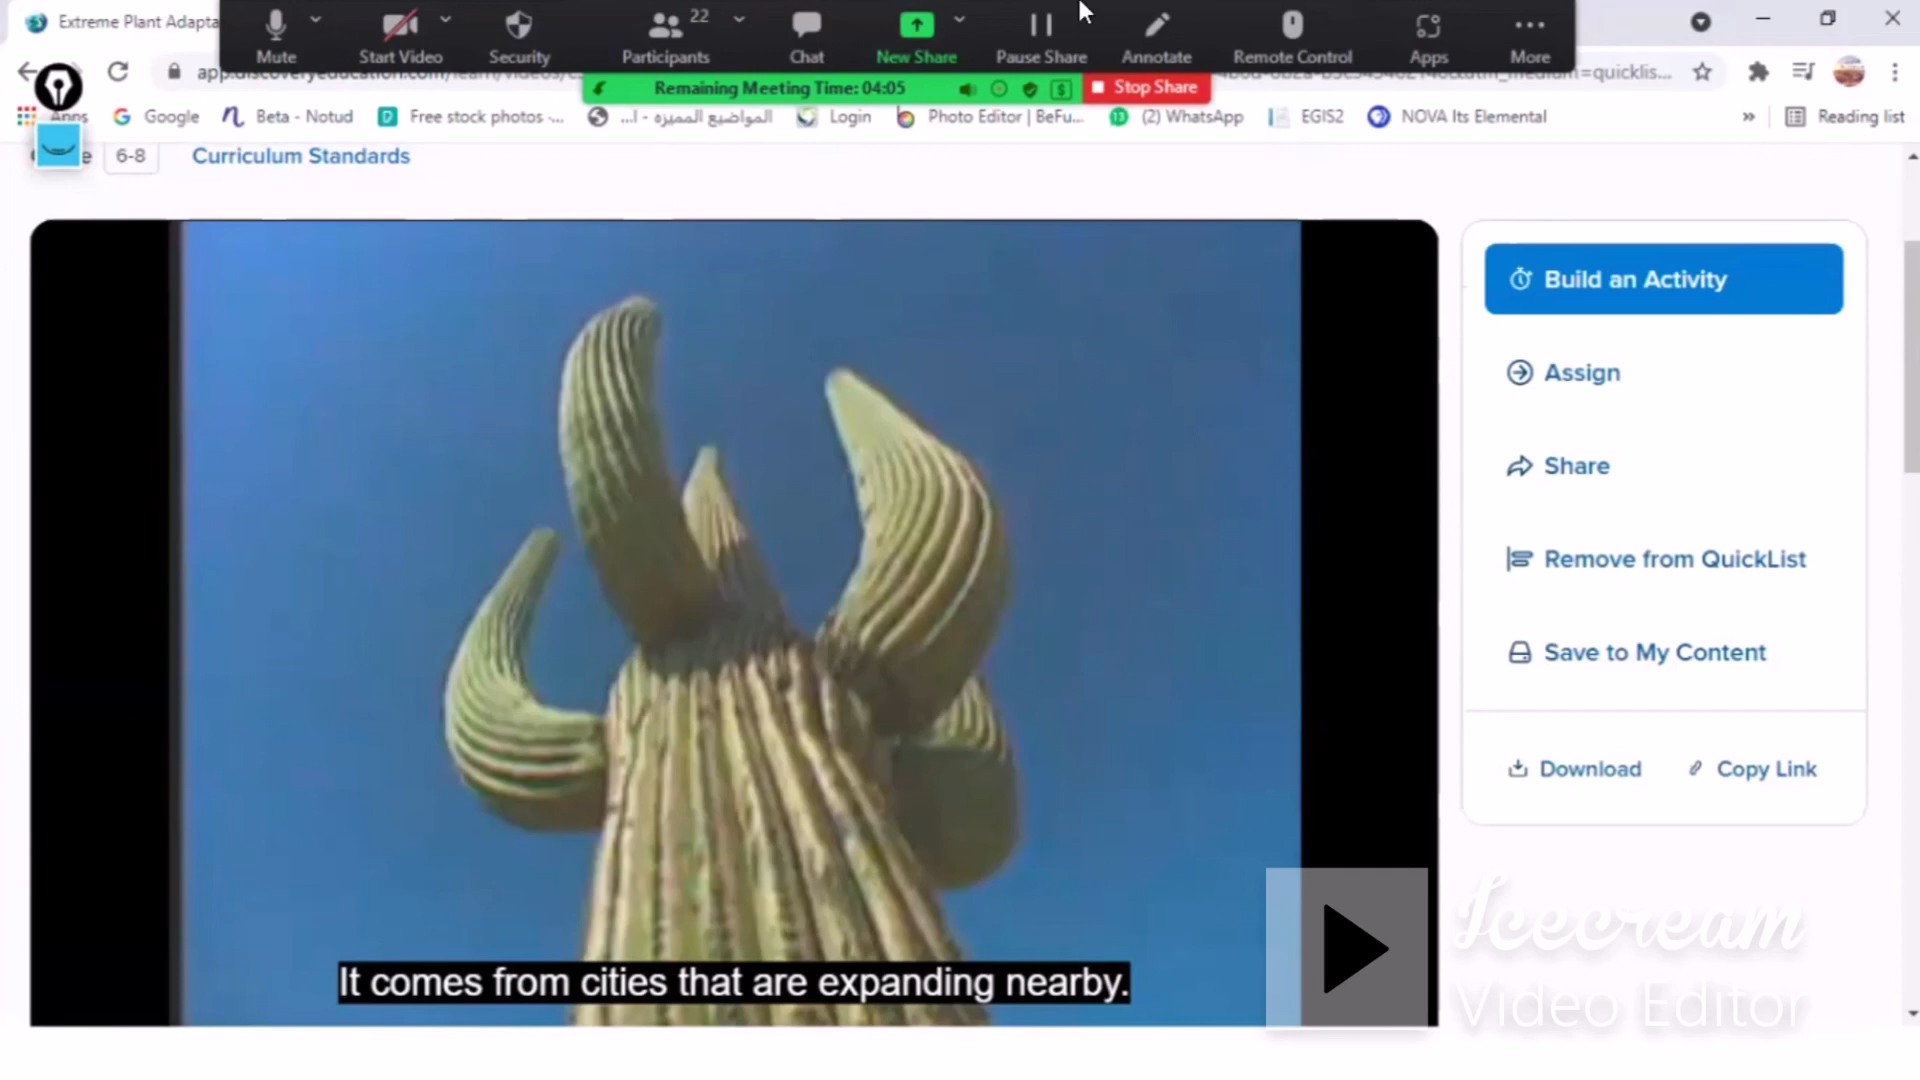 Extreme Plant Adapta
Mute
Start Video
Security
22
Participants
Chat
New Share
Pause Share
Annotate
Remote Control
Apps
More
Remaining Meeting Time: 04:05
Stop Share
=quicklis...
Apps
Google
Beta - Notud
Free stock photos -...
المواضيع المميزه - ا...
Login
Photo Editor | BeFu...
(2) WhatsApp
EGIS2
NOVA Its Elemental
»
Reading list
6-8
Curriculum Standards
Build an Activity
Assign
Share
Remove from QuickList
Save to My Content
Download
Copy Link
It comes from cities that are expanding nearby.
Icecream
Video Editor